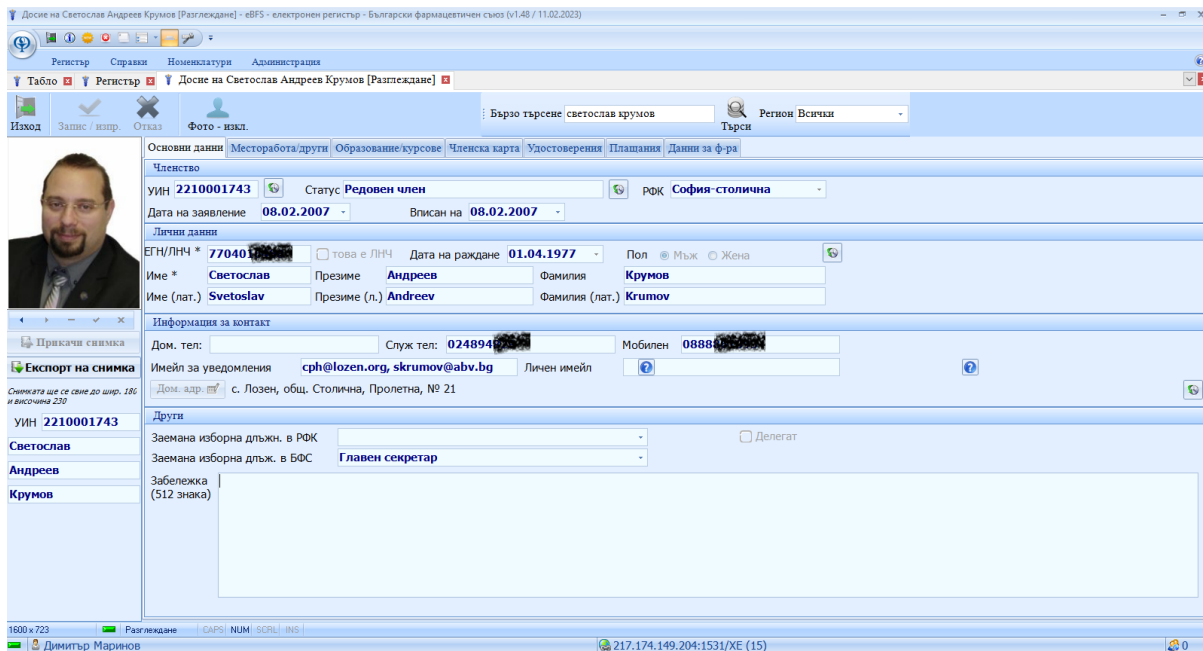 Досие на Светослав Андреев Крумов [Разглеждане] - eBFS - електронен регистър - Български фармацевтичен съюз (v1.48 / 11.02.2023)
Регистър Справки Номенклатури Администрация
Табло Регистър Досие на Светослав Андреев Крумов [Разглеждане]
Изход Запис / изпр. Отказ Фото - изкл. Бързо търсене светослав крумов Търси Регион Всички
Основни данни Месторабота/други Образование/курсове Членска карта Удостоверения Плащания Данни за ф-ра
Членство
УИН 2210001743 Статус Редовен член РФК София-столична
Дата на заявление 08.02.2007 Вписан на 08.02.2007
Лични данни
ЕГН/ЛНЧ * 77040 това е ЛНЧ Дата на раждане 01.04.1977 Пол Мъж Жена
Име * Светослав Презиме Андреев Фамилия Крумов
Име (лат.) Svetoslav Презиме (л.) Andreev Фамилия (лат.) Krumov
Информация за контакт
Дом. тел: Служ тел: 024894 Мобилен 0888
Имейл за уведомления cph@lozen.org, skrumov@abv.bg Личен имейл
Дом. адр. с. Лозен, общ. Столична, Пролетна, № 21
Други
Заемана изборна длъжн. в РФК Делегат
Заемана изборна длъж. в БФС Главен секретар
Забележка
(512 знака)
Прикачи снимка
Експорт на снимка
Снимката ще се свие до шир. 180
и височина 230
УИН 2210001743
Светослав
Андреев
Крумов
1600 x 723 Разглеждане CAPS NUM SCRL INS
Димитър Маринов 217.174.149.204:1531/XE (15) 0